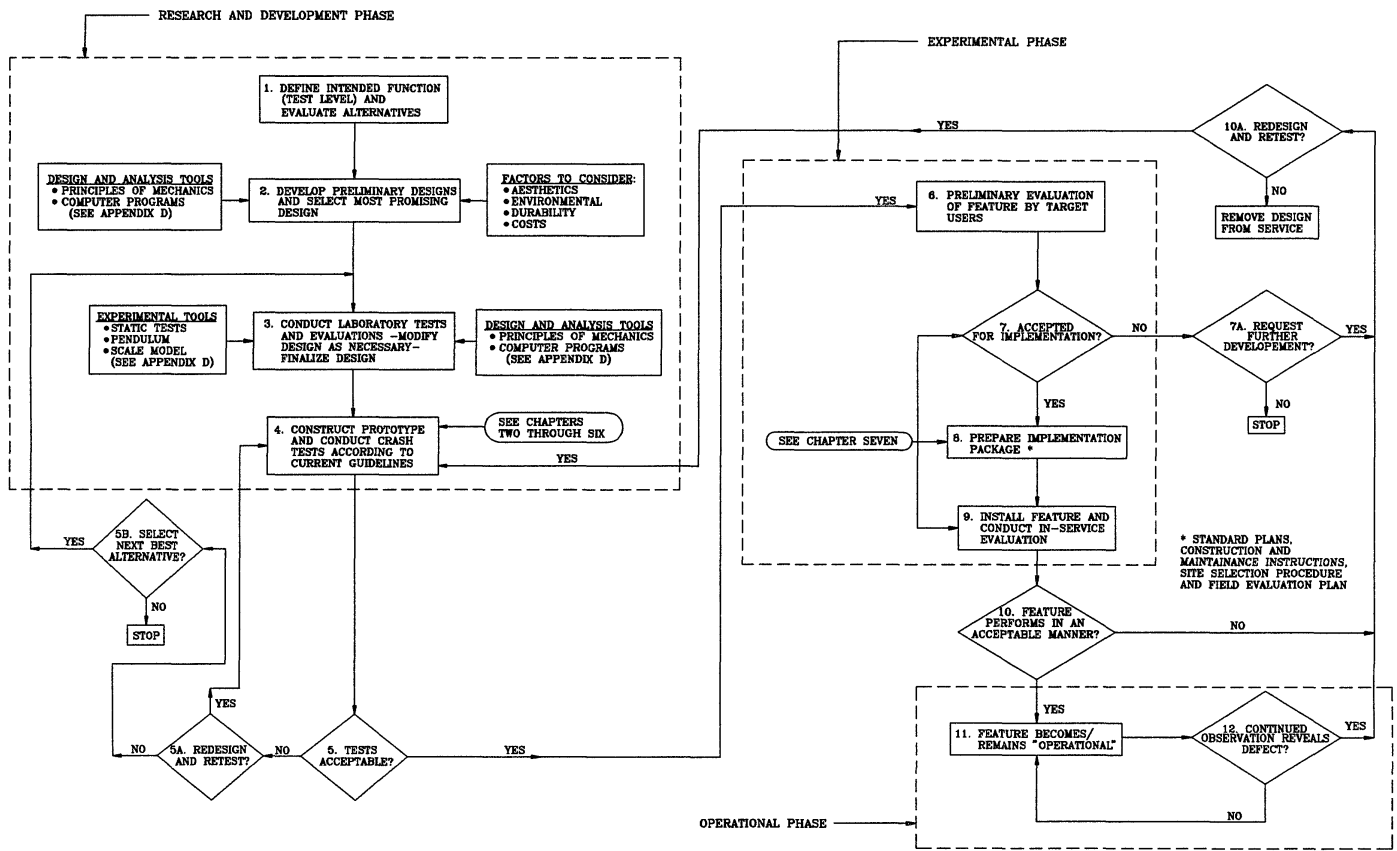 RESEARCH AND DEVELOPMENT PHASE
1. DEFINE INTENDED FUNCTION
(TEST LEVEL) AND
EVALUATE ALTERNATIVES
DESIGN AND ANALYSIS TOOLS
• PRINCIPLES OF MECHANICS
• COMPUTER PROGRAMS
(SEE APPENDIX D)
2. DEVELOP PRELIMINARY DESIGNS
AND SELECT MOST PROMISING
DESIGN
FACTORS TO CONSIDER:
• AESTHETICS
• ENVIRONMENTAL
• DURABILITY
• COSTS
EXPERIMENTAL TOOLS
• STATIC TESTS
• PENDULUM
• SCALE MODEL
(SEE APPENDIX D)
3. CONDUCT LABORATORY TESTS
AND EVALUATIONS -MODIFY
DESIGN AS NECESSARY-
FINALIZE DESIGN
DESIGN AND ANALYSIS TOOLS
• PRINCIPLES OF MECHANICS
• COMPUTER PROGRAMS
(SEE APPENDIX D)
4. CONSTRUCT PROTOTYPE
AND CONDUCT CRASH
TESTS ACCORDING TO
CURRENT GUIDELINES
SEE CHAPTERS
TWO THROUGH SIX
YES
5B. SELECT
NEXT BEST
ALTERNATIVE?
YES
NO
STOP
YES
5A. REDESIGN
AND RETEST?
NO
NO
5. TESTS
ACCEPTABLE?
YES
EXPERIMENTAL PHASE
YES
10A. REDESIGN
AND RETEST?
NO
REMOVE DESIGN
FROM SERVICE
YES
6. PRELIMINARY EVALUATION
OF FEATURE BY TARGET
USERS
7. ACCEPTED
FOR IMPLEMENTATION?
NO
7A. REQUEST
FURTHER
DEVELOPEMENT?
YES
NO
STOP
YES
SEE CHAPTER SEVEN
8. PREPARE IMPLEMENTATION
PACKAGE *
9. INSTALL FEATURE AND
CONDUCT IN-SERVICE
EVALUATION
* STANDARD PLANS,
CONSTRUCTION AND
MAINTAINANCE INSTRUCTIONS,
SITE SELECTION PROCEDURE
AND FIELD EVALUATION PLAN
10. FEATURE
PERFORMS IN AN
ACCEPTABLE MANNER?
NO
YES
11. FEATURE BECOMES/
REMAINS "OPERATIONAL"
12. CONTINUED
OBSERVATION REVEALS
DEFECT?
YES
NO
OPERATIONAL PHASE